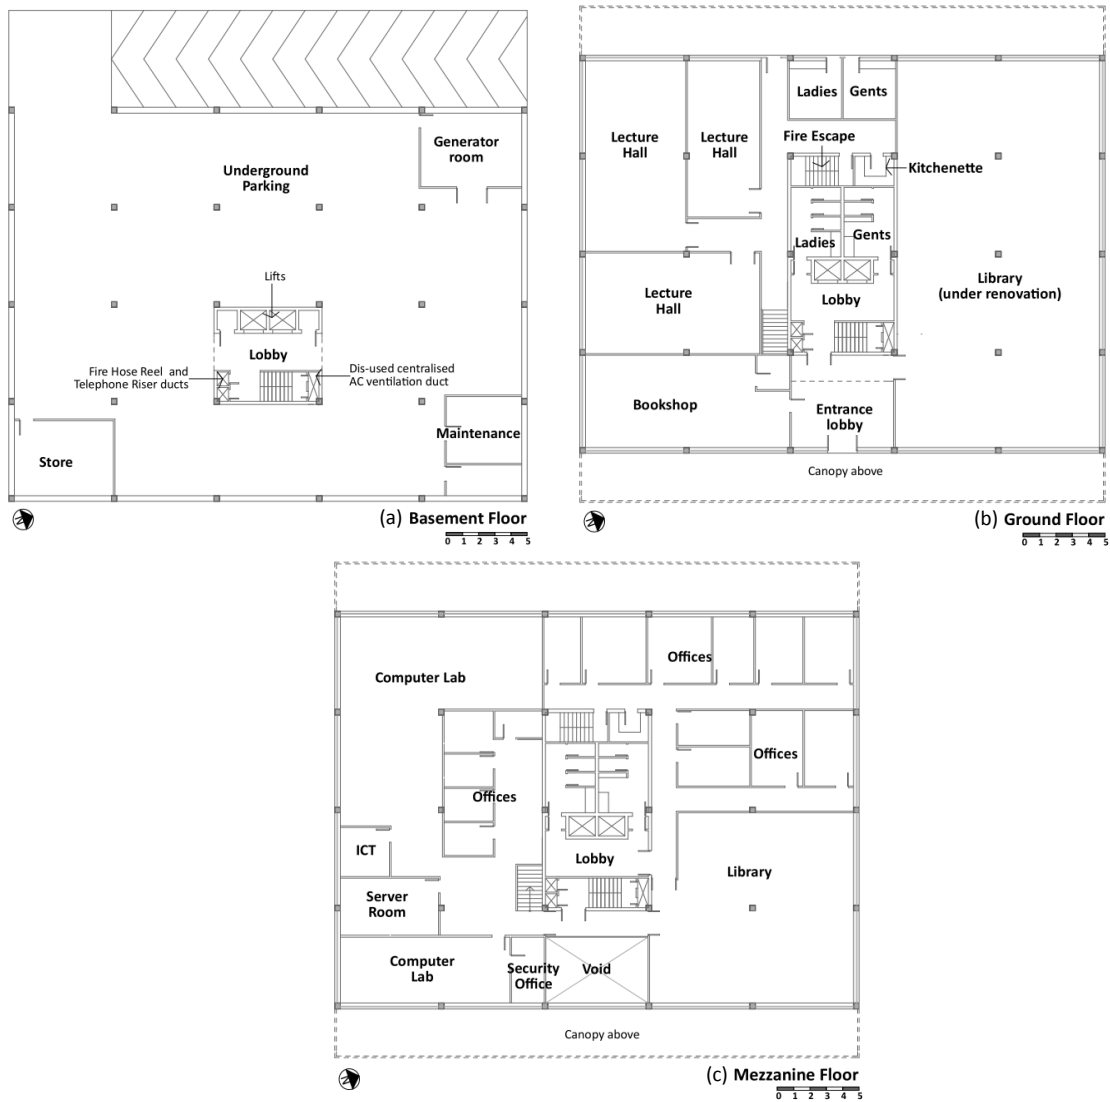 Generator
room
Underground
Parking
Lifts
Lobby
Fire Hose Reel and
Telephone Riser ducts
Dis-used centralised
AC ventilation duct
Maintenance
Store
(a) Basement Floor
0 1 2 3 4 5
Ladies
Gents
Lecture
Hall
Lecture
Hall
Fire Escape
Kitchenette
Ladies
Gents
Library
(under renovation)
Lecture
Hall
Lobby
Bookshop
Entrance
lobby
Canopy above
(b) Ground Floor
0 1 2 3 4 5
Computer Lab
Offices
Offices
Offices
ICT
Lobby
Library
Server
Room
Computer
Lab
Security
Office
Void
Canopy above
(c) Mezzanine Floor
0 1 2 3 4 5